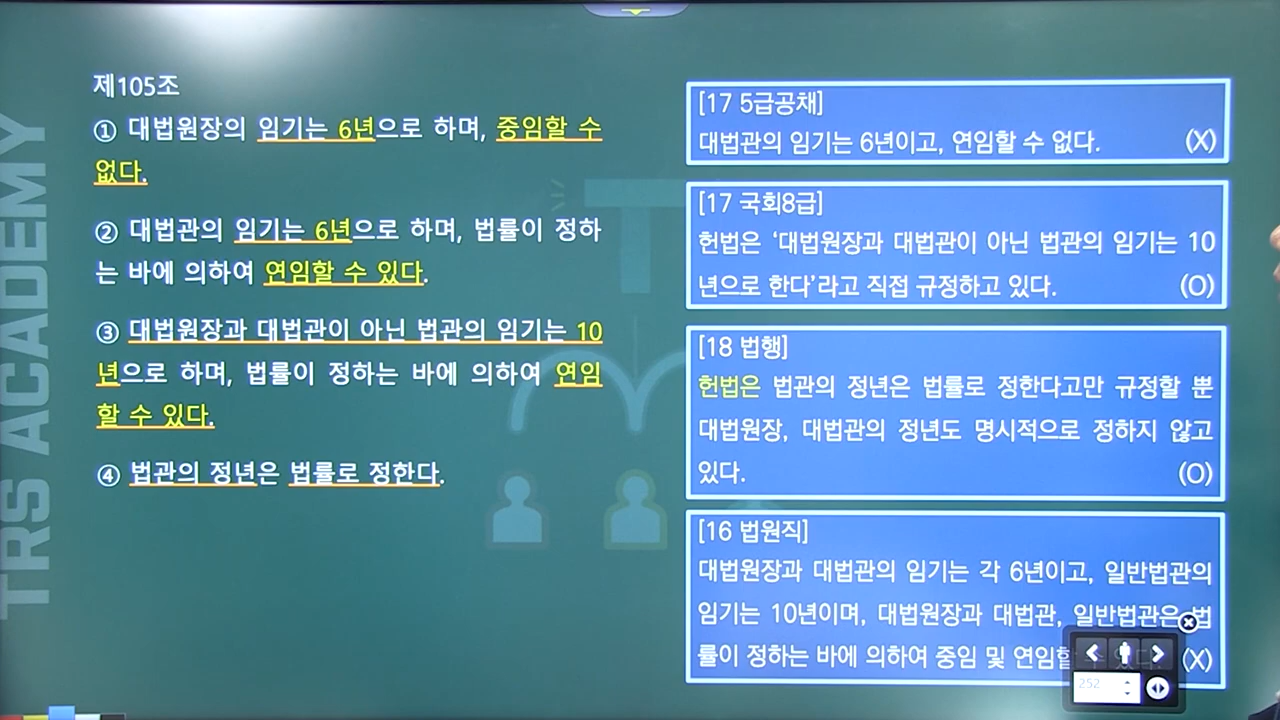 TRS ACADEMY
제105조
① 대법원장의 임기는 6년으로 하며, 중임할 수
없다.
② 대법관의 임기는 6년으로 하며, 법률이 정하
는 바에 의하여 연임할 수 있다.
③ 대법원장과 대법관이 아닌 법관의 임기는 10
년으로 하며, 법률이 정하는 바에 의하여 연임
할 수 있다.
④ 법관의 정년은 법률로 정한다.
[17 5급공채]
대법관의 임기는 6년이고, 연임할 수 없다. (X)
[17 국회8급]
헌법은 ‘대법원장과 대법관이 아닌 법관의 임기는 10
년으로 한다’라고 직접 규정하고 있다. (O)
[18 법행]
헌법은 법관의 정년은 법률로 정한다고만 규정할 뿐
대법원장, 대법관의 정년도 명시적으로 정하지 않고
있다. (O)
[16 법원직]
대법원장과 대법관의 임기는 각 6년이고, 일반법관의
임기는 10년이며, 대법원장과 대법관, 일반법관은 법
률이 정하는 바에 의하여 중임 및 연임할 수 있다. (X)
252